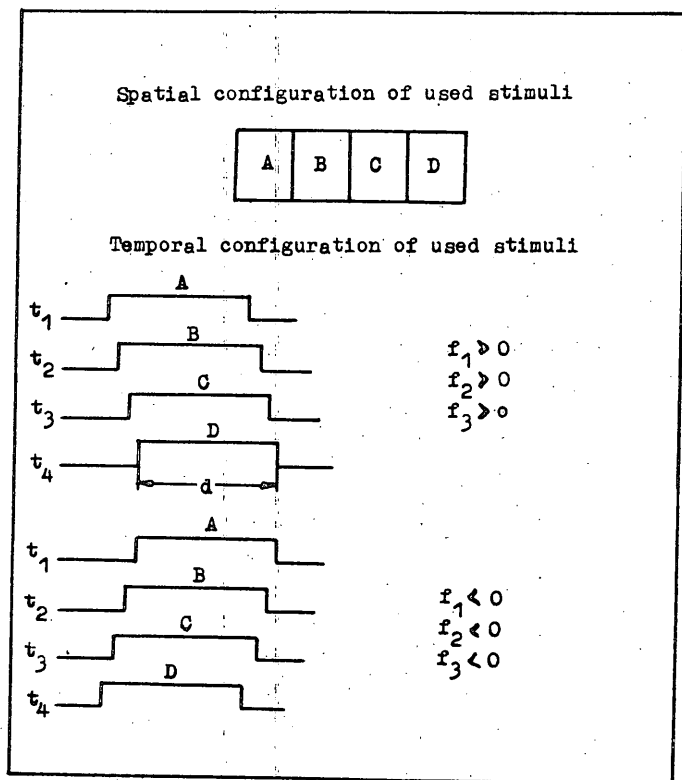 Spatial configuration of used stimuli
A B C D
Temporal configuration of used stimuli
A
t₁
B
t₂
f₁ > 0
f₂ > 0
C
t₃
f₃ > 0
D
t₄
d
A
t₁
B
t₂
f₁ < 0
f₂ < 0
C
t₃
f₃ < 0
D
t₄